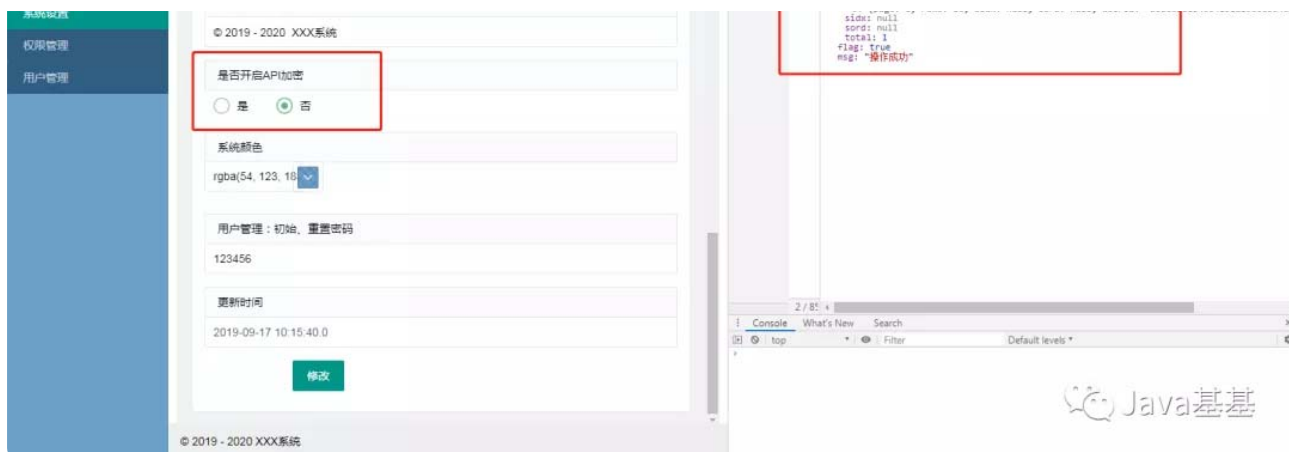 系统设置
权限管理
用户管理
© 2019 - 2020 XXX系统
是否开启API加密
是 否
系统颜色
rgba(54, 123, 18
用户管理：初始、重置密码
123456
更新时间
2019-09-17 10:15:40.0
修改
© 2019 - 2020 XXX系统
sidx: null
sord: null
total: 1
flag: true
msg: "操作成功"
Console What's New Search
top Filter Default levels
Java基基